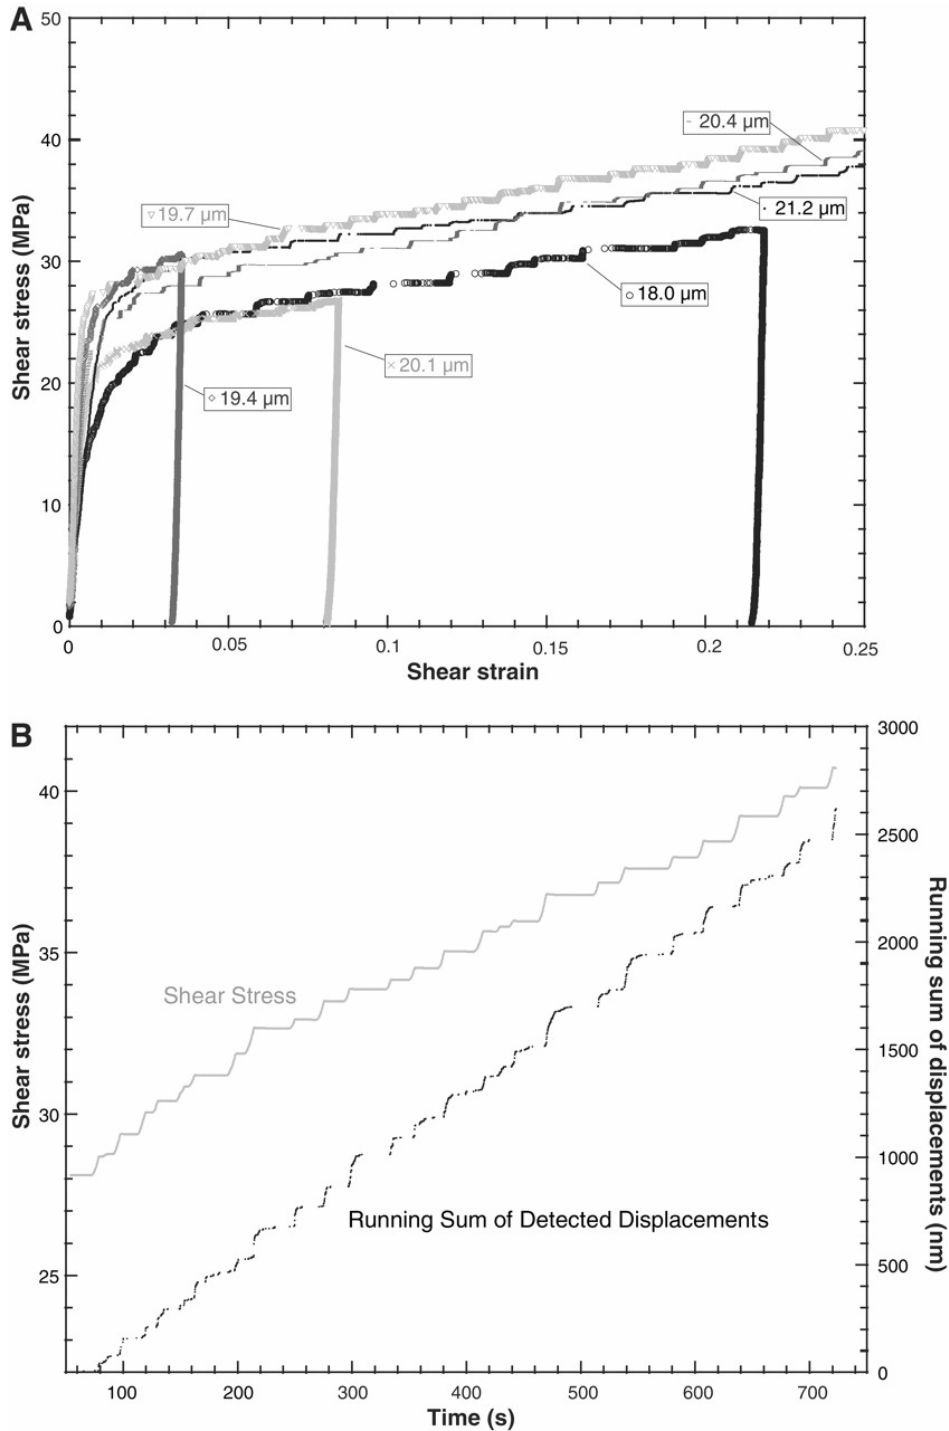 A
50
40
30
20
10
0
Shear stress (MPa)
- 20.4 µm
▽ 19.7 µm
· 21.2 µm
○ 18.0 µm
× 20.1 µm
◇ 19.4 µm
0 0.05 0.1 0.15 0.2 0.25
Shear strain
B
40
35
30
25
Shear stress (MPa)
3000
2500
2000
1500
1000
500
0
Running sum of displacements (nm)
Shear Stress
Running Sum of Detected Displacements
100 200 300 400 500 600 700
Time (s)